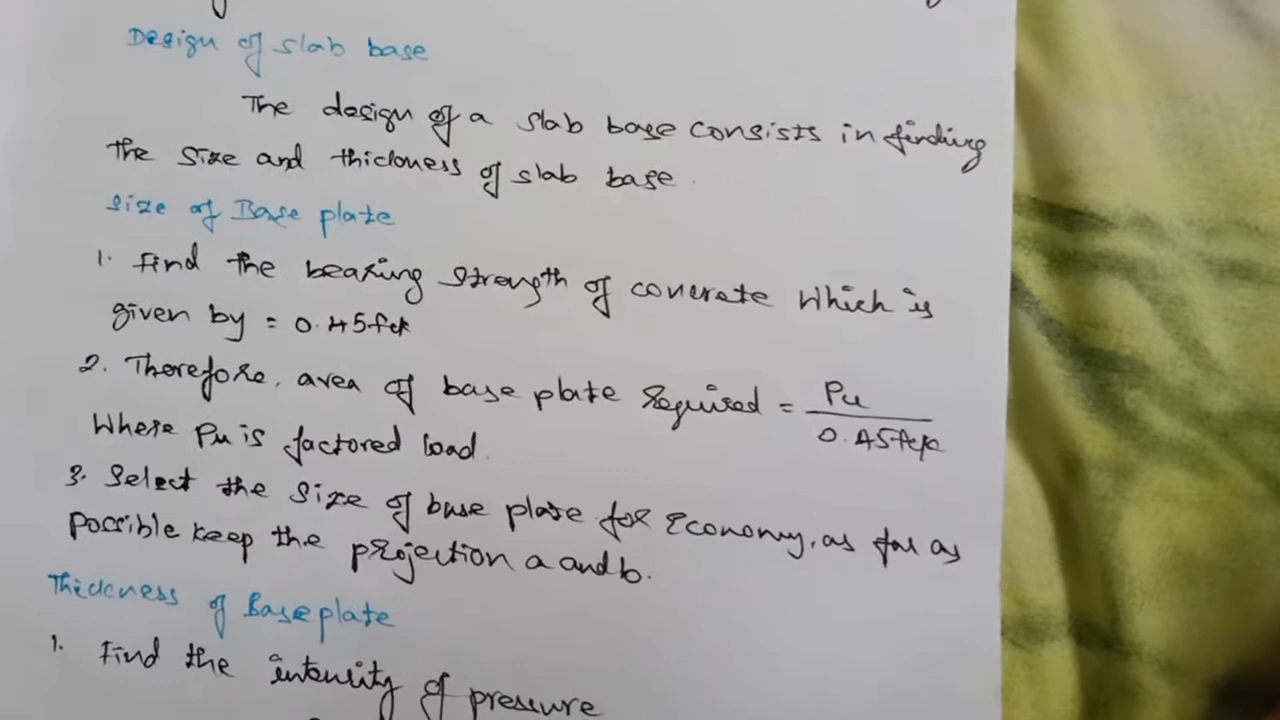 Design of slab base
The design of a slab base consists in finding
the size and thickness of slab base.
Size of Base plate
1. Find the bearing strength of concrete which is
given by = 0.45fck
2. Therefore, area of base plate required = Pu / 0.45fck
Where Pu is factored load.
3. Select the size of base plate for Economy, as far as
possible keep the projection a and b.
Thickness of Base plate
1. Find the intensity of pressure